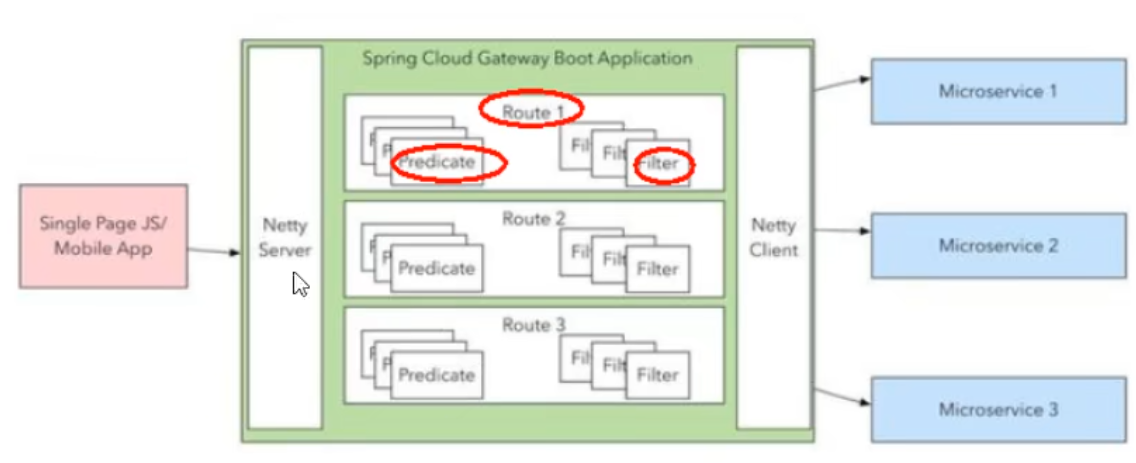 Spring Cloud Gateway Boot Application
Single Page JS/
Mobile App
Netty
Server
Route 1
Predicate
Fil
Filt
Filter
Route 2
Predicate
Fil
Filt
Filter
Route 3
Predicate
Fil
Filt
Filter
Netty
Client
Microservice 1
Microservice 2
Microservice 3